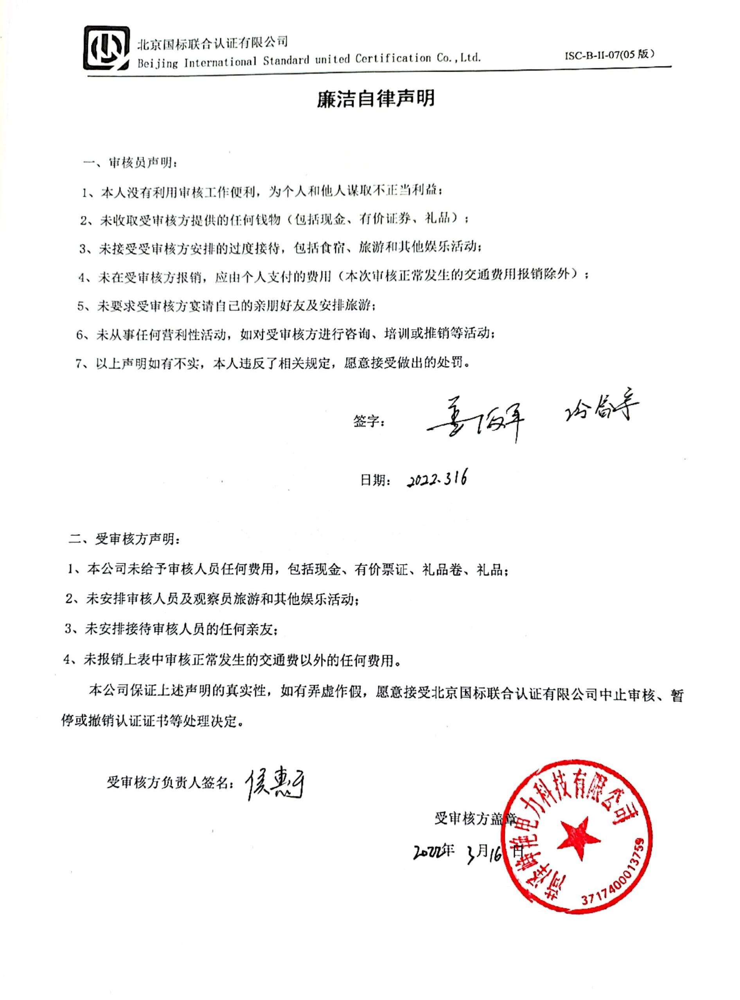 北京国标联合认证有限公司
Beijing International Standard united Certification Co.,Ltd.
ISC-B-II-07(05 版)
廉洁自律声明
一、审核员声明：
1、本人没有利用审核工作便利，为个人和他人谋取不正当利益；
2、未收取受审核方提供的任何钱物（包括现金、有价证券、礼品）；
3、未接受受审核方安排的过度接待，包括食宿、旅游和其他娱乐活动；
4、未在受审核方报销，应由个人支付的费用（本次审核正常发生的交通费用报销除外）；
5、未要求受审核方宴请自己的亲朋好友及安排旅游；
6、未从事任何营利性活动，如对受审核方进行咨询、培训或推销等活动；
7、以上声明如有不实，本人违反了相关规定，愿意接受做出的处罚。
签字：
日期： 2022.316
二、受审核方声明：
1、本公司未给予审核人员任何费用，包括现金、有价票证、礼品卷、礼品；
2、未安排审核人员及观察员旅游和其他娱乐活动；
3、未安排接待审核人员的任何亲友；
4、未报销上表中审核正常发生的交通费以外的任何费用。
本公司保证上述声明的真实性，如有弄虚作假，愿意接受北京国标联合认证有限公司中止审核、暂
停或撤销认证证书等处理决定。
受审核方负责人签名：侯惠
受审核方盖章
2022年 3月16日
菏泽 电力科技有限公司
3717400013759